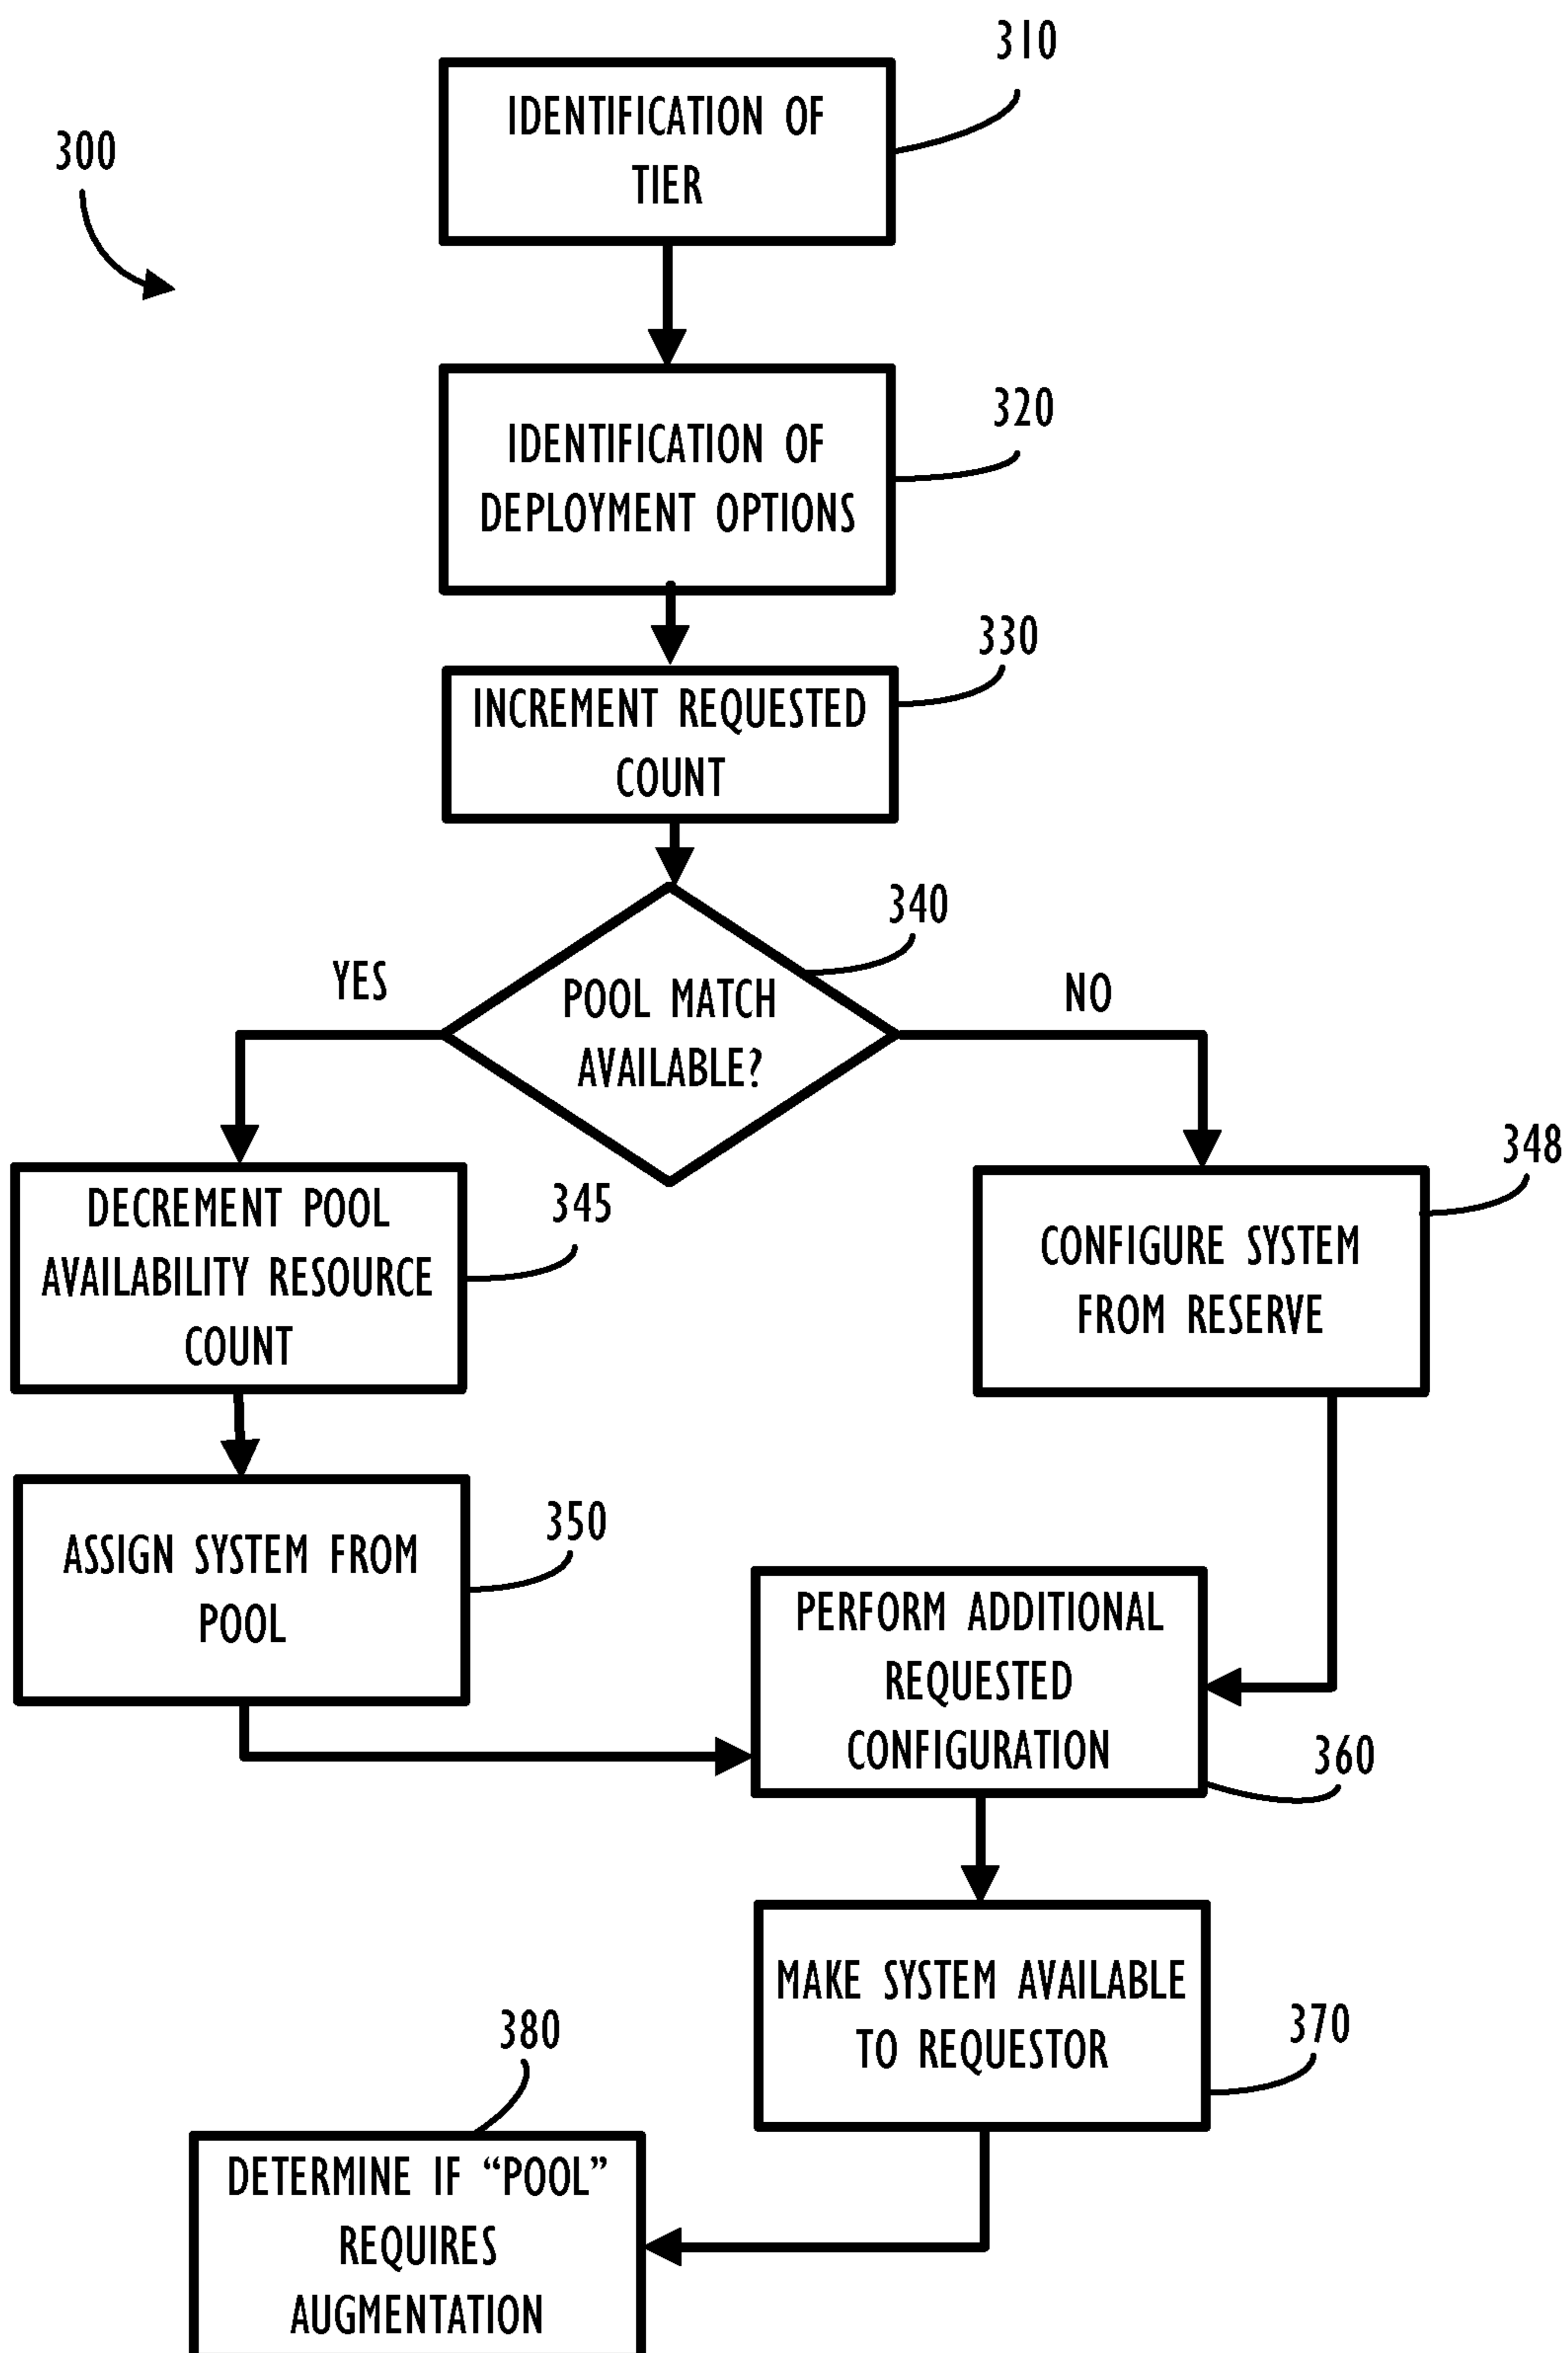 310
IDENTIFICATION OF
TIER
300
320
IDENTIFICATION OF
DEPLOYMENT OPTIONS
330
INCREMENT REQUESTED
COUNT
340
YES
POOL MATCH
AVAILABLE?
NO
348
DECREMENT POOL
AVAILABILITY RESOURCE
COUNT
345
CONFIGURE SYSTEM
FROM RESERVE
350
ASSIGN SYSTEM FROM
POOL
PERFORM ADDITIONAL
REQUESTED
CONFIGURATION
360
MAKE SYSTEM AVAILABLE
TO REQUESTOR
370
380
DETERMINE IF “POOL”
REQUIRES
AUGMENTATION